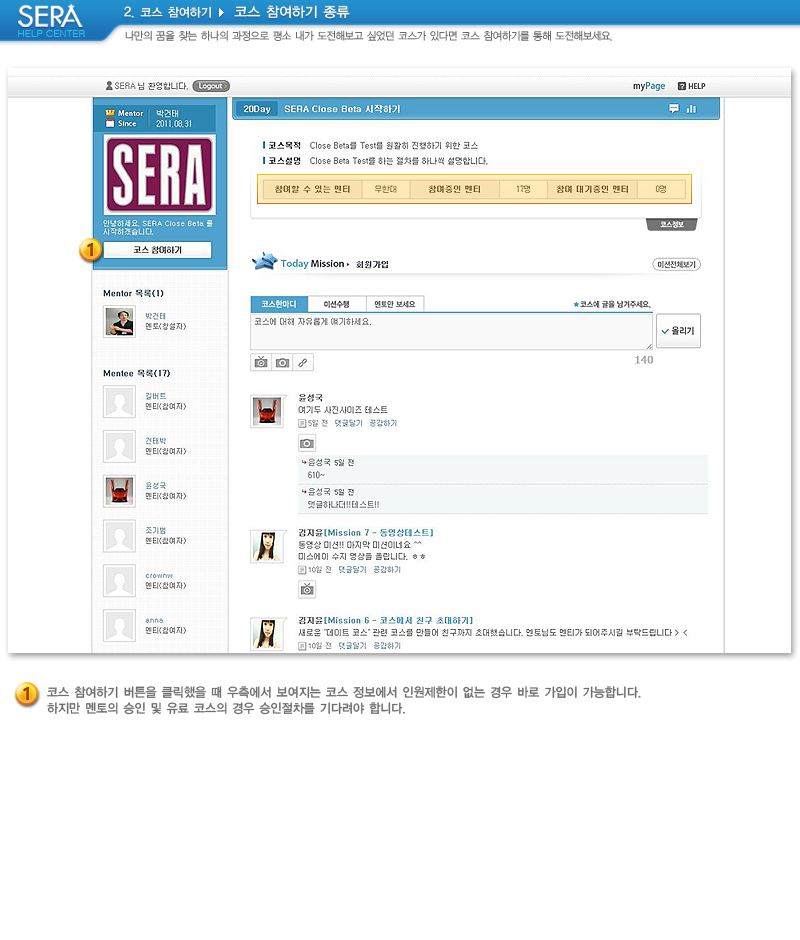 SERA
HELP CENTER
2. 코스 참여하기 ▶ 코스 참여하기 종류
나만의 꿈을 찾는 하나의 과정으로 평소 내가 도전해보고 싶었던 코스가 있다면 코스 참여하기를 통해 도전해보세요.
SERA 님 환영합니다. Logout
myPage ? HELP
Mentor 박건태
Since 2011.08.31
SERA
안녕하세요, SERA Close Beta 를
시작하겠습니다.
1
코스 참여하기
Mentor 목록(1)
박건태
멘토(창설자)
Mentee 목록(17)
길버트
멘티(참여자)
건태박
멘티(참여자)
윤성국
멘티(참여자)
조기범
멘티(참여자)
crownw
멘티(참여자)
anna
멘티(참여자)
20Day SERA Close Beta 시작하기
코스목적 Close Beta를 Test를 원활히 진행하기 위한 코스
코스설명 Close Beta Test를 하는 절차를 하나씩 설명합니다.
참여할 수 있는 멘티 무한대 참여중인 멘티 17명 참여 대기중인 멘티 0명
코스정보
Today Mission 회원가입
미션전체보기
코스한마디 미션수행 멘토만 보세요
★코스에 글을 남겨주세요.
코스에 대해 자유롭게 얘기하세요.
올리기
140
윤성국
여기두 사진사이즈 테스트
5일 전 댓글달기 공감하기
윤성국 5일 전
610~
윤성국 5일 전
댓글하나더!!테스트!!
김지윤[Mission 7 - 동영상테스트]
동영상 미션!! 마지막 미션이네요 ^^
미스에이 수지 영상을 올립니다. ㅎㅎ
10일 전 댓글달기 공감하기
김지윤[Mission 6 - 코스에서 친구 초대하기]
새로운 "데이트 코스" 관련 코스를 만들어 친구까지 초대했습니다. 멘토님도 멘티가 되어주시길 부탁드립니다 > <
10일 전 댓글달기 공감하기
1
코스 참여하기 버튼을 클릭했을 때 우측에서 보여지는 코스 정보에서 인원제한이 없는 경우 바로 가입이 가능합니다.
하지만 멘토의 승인 및 유료 코스의 경우 승인절차를 기다려야 합니다.